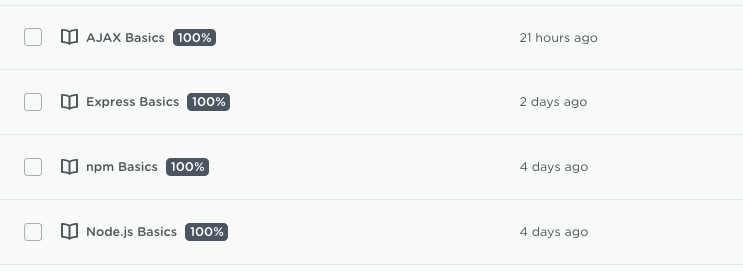 AJAX Basics 100% 21 hours ago
Express Basics 100% 2 days ago
npm Basics 100% 4 days ago
Node.js Basics 100% 4 days ago